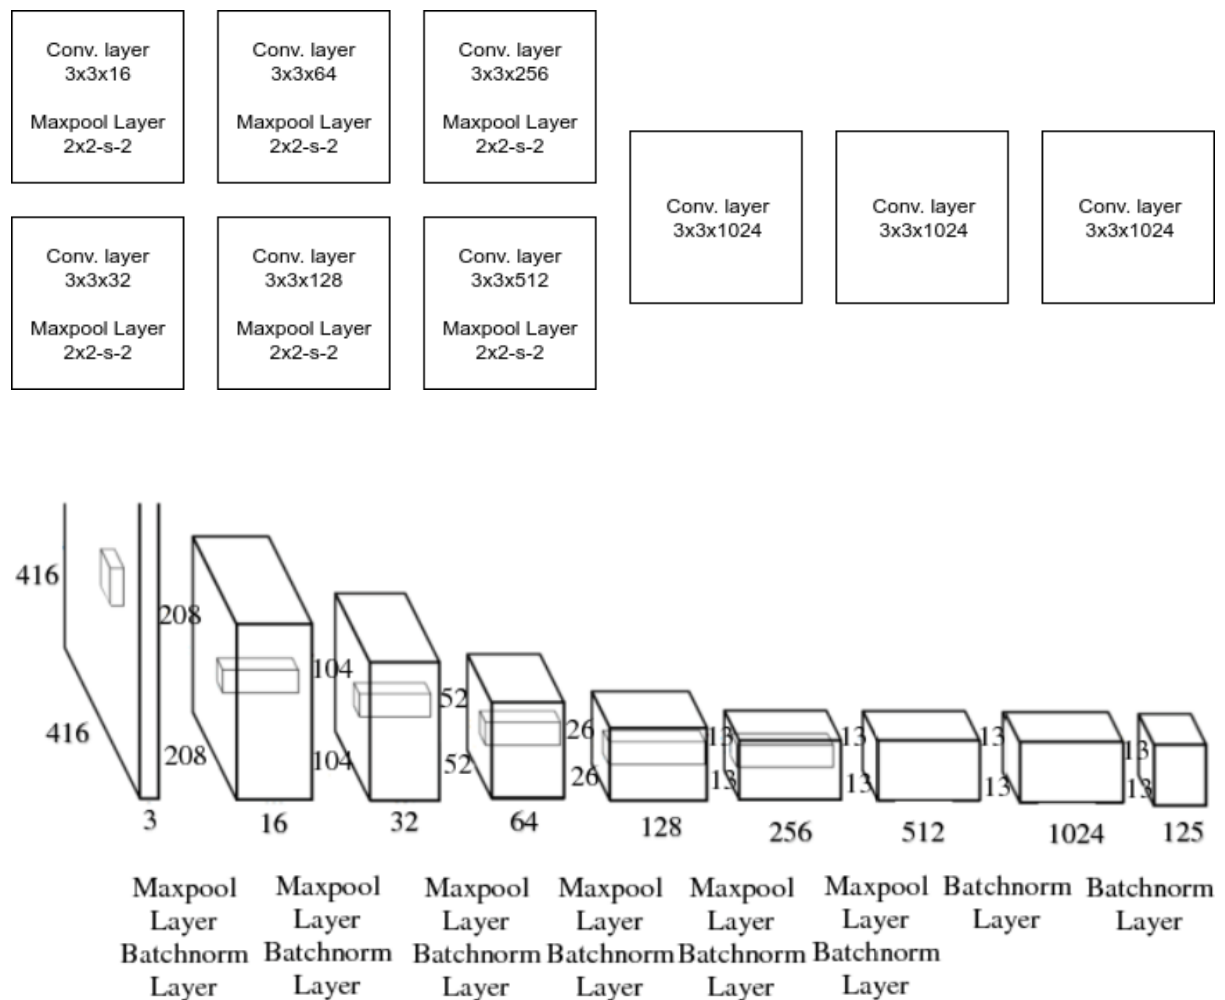 Conv. layer
3x3x16
Maxpool Layer
2x2-s-2
Conv. layer
3x3x64
Maxpool Layer
2x2-s-2
Conv. layer
3x3x256
Maxpool Layer
2x2-s-2
Conv. layer
3x3x32
Maxpool Layer
2x2-s-2
Conv. layer
3x3x128
Maxpool Layer
2x2-s-2
Conv. layer
3x3x512
Maxpool Layer
2x2-s-2
Conv. layer
3x3x1024
Conv. layer
3x3x1024
Conv. layer
3x3x1024
416
416
3
208
208
16
104
104
32
52
52
64
26
26
128
13
13
256
13
13
512
13
13
1024
13
13
125
Maxpool
Layer
Batchnorm
Layer
Maxpool
Layer
Batchnorm
Layer
Maxpool
Layer
Batchnorm
Layer
Maxpool
Layer
Batchnorm
Layer
Maxpool
Layer
Batchnorm
Layer
Maxpool
Layer
Batchnorm
Layer
Batchnorm
Layer
Batchnorm
Layer